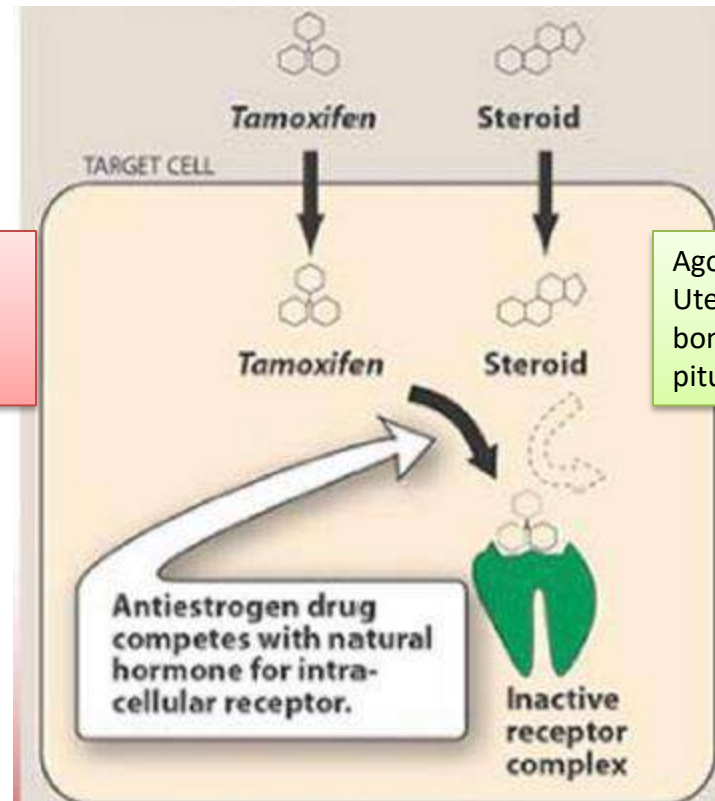 Tamoxifen
Steroid
TARGET CELL
Tamoxifen
Steroid
Ago
Ute
bor
pitu
Antiestrogen drug
competes with natural
hormone for intra-
cellular receptor.
Inactive
receptor
complex